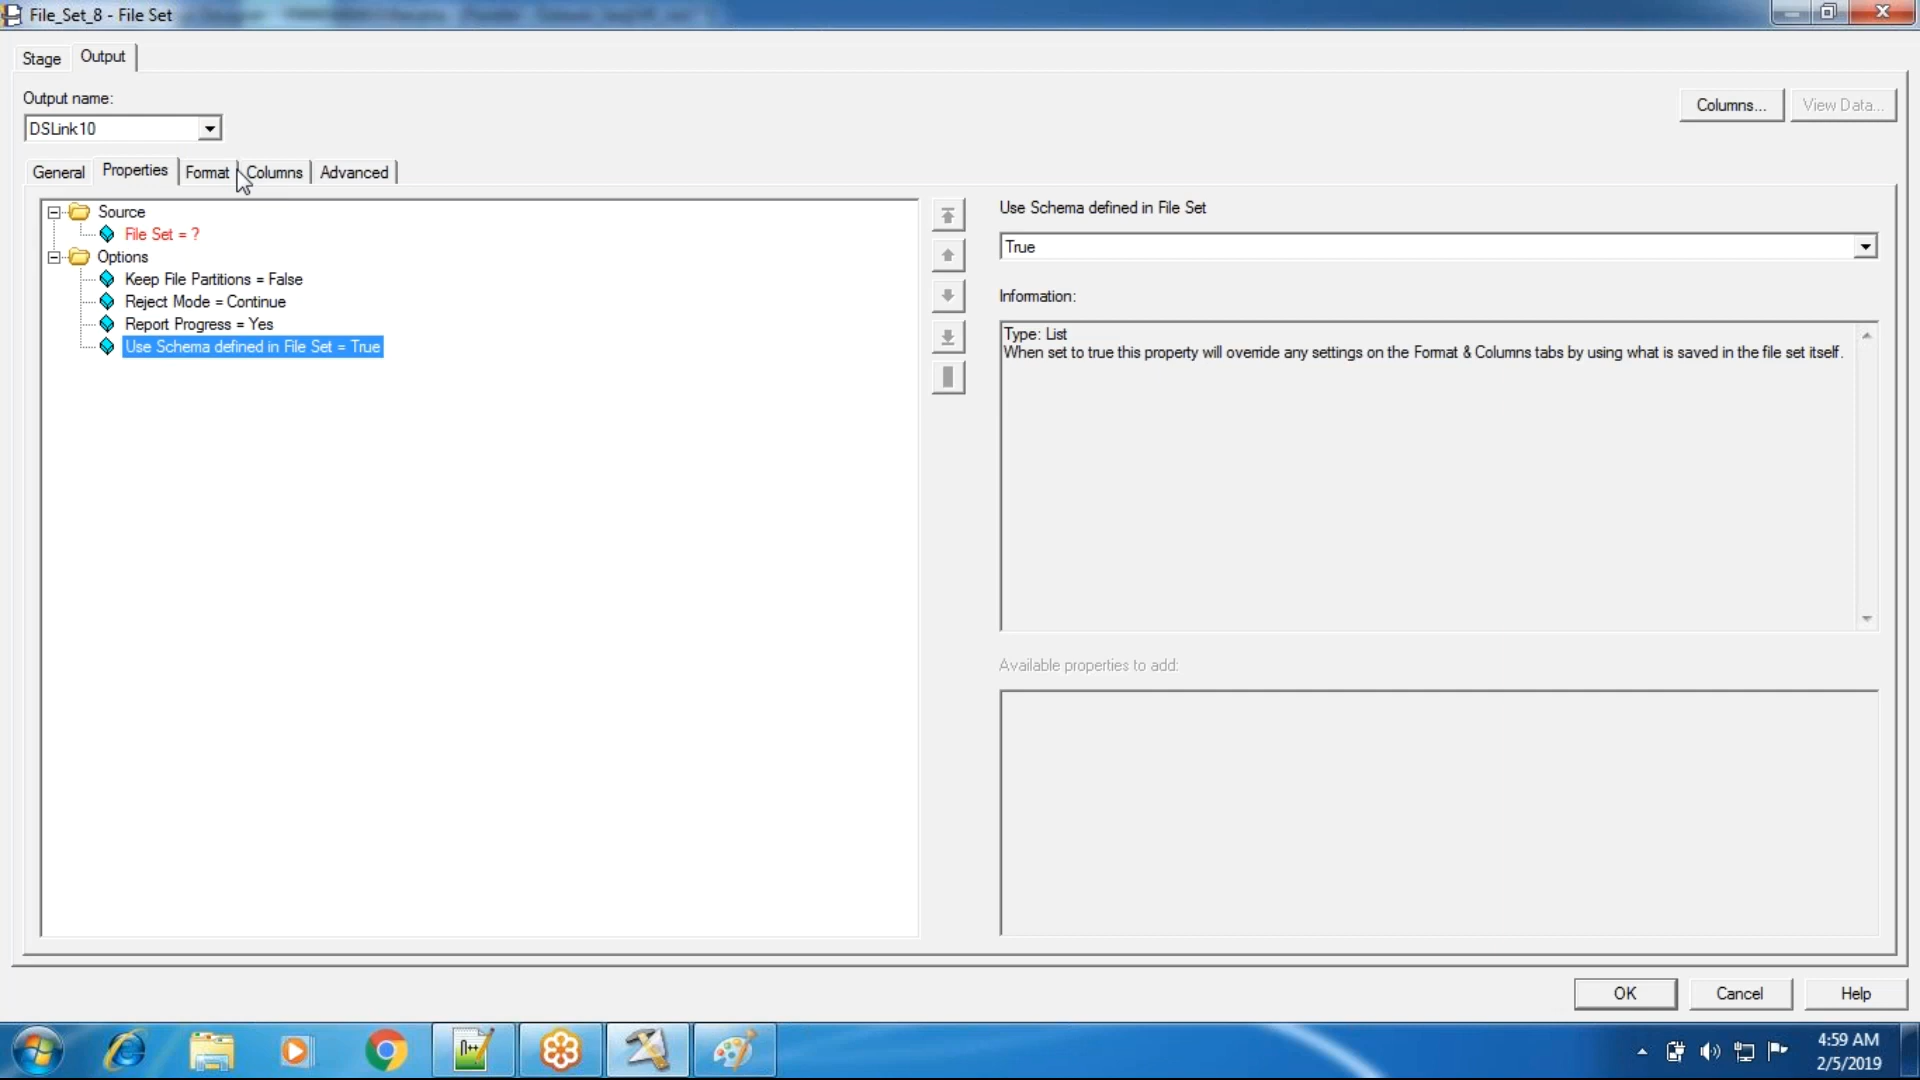 File_Set_8 - File Set
Stage
Output
Output name:
DSLink10
Columns...
View Data...
General
Properties
Format
Columns
Advanced
Source
File Set = ?
Options
Keep File Partitions = False
Reject Mode = Continue
Report Progress = Yes
Use Schema defined in File Set = True
Use Schema defined in File Set
True
Information:
Type: List
When set to true this property will override any settings on the Format & Columns tabs by using what is saved in the file set itself.
Available properties to add:
OK
Cancel
Help
n++
4:59 AM
2/5/2019